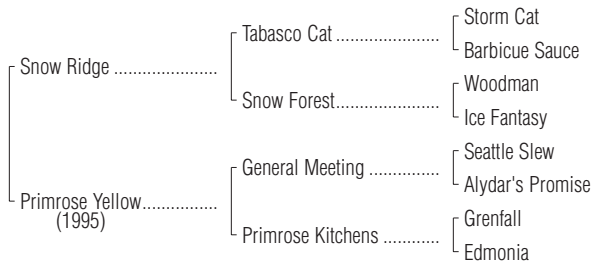 Storm Cat
Tabasco Cat ...................
Barbicue Sauce
Snow Ridge .....................
Woodman
Snow Forest.....................
Ice Fantasy
Seattle Slew
General Meeting ..............
Alydar's Promise
Primrose Yellow...............
(1995)
Grenfall
Primrose Kitchens ............
Edmonia